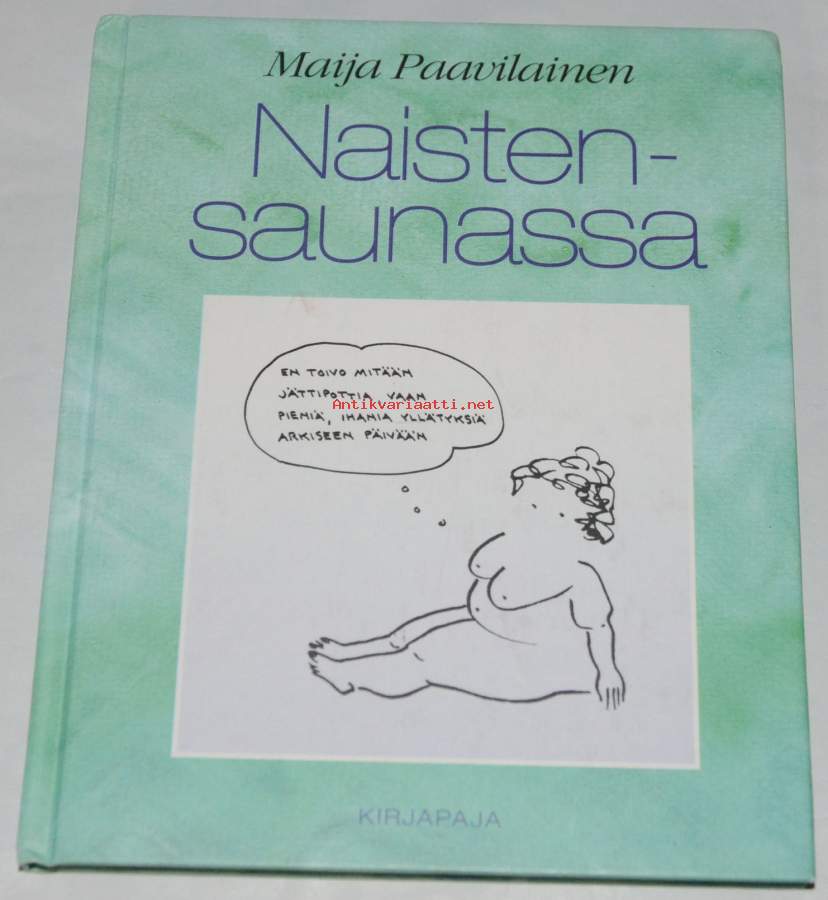 Maija Paavilainen
Naisten-
saunassa
EN TOIVO MITÄÄN
JÄTTIPOTTIA VAAN
Antikvariaatti.net
PIENIÄ, IHANIA YLLÄTYKSIÄ
ARKISEEN PÄIVÄÄN
KIRJAPAJA